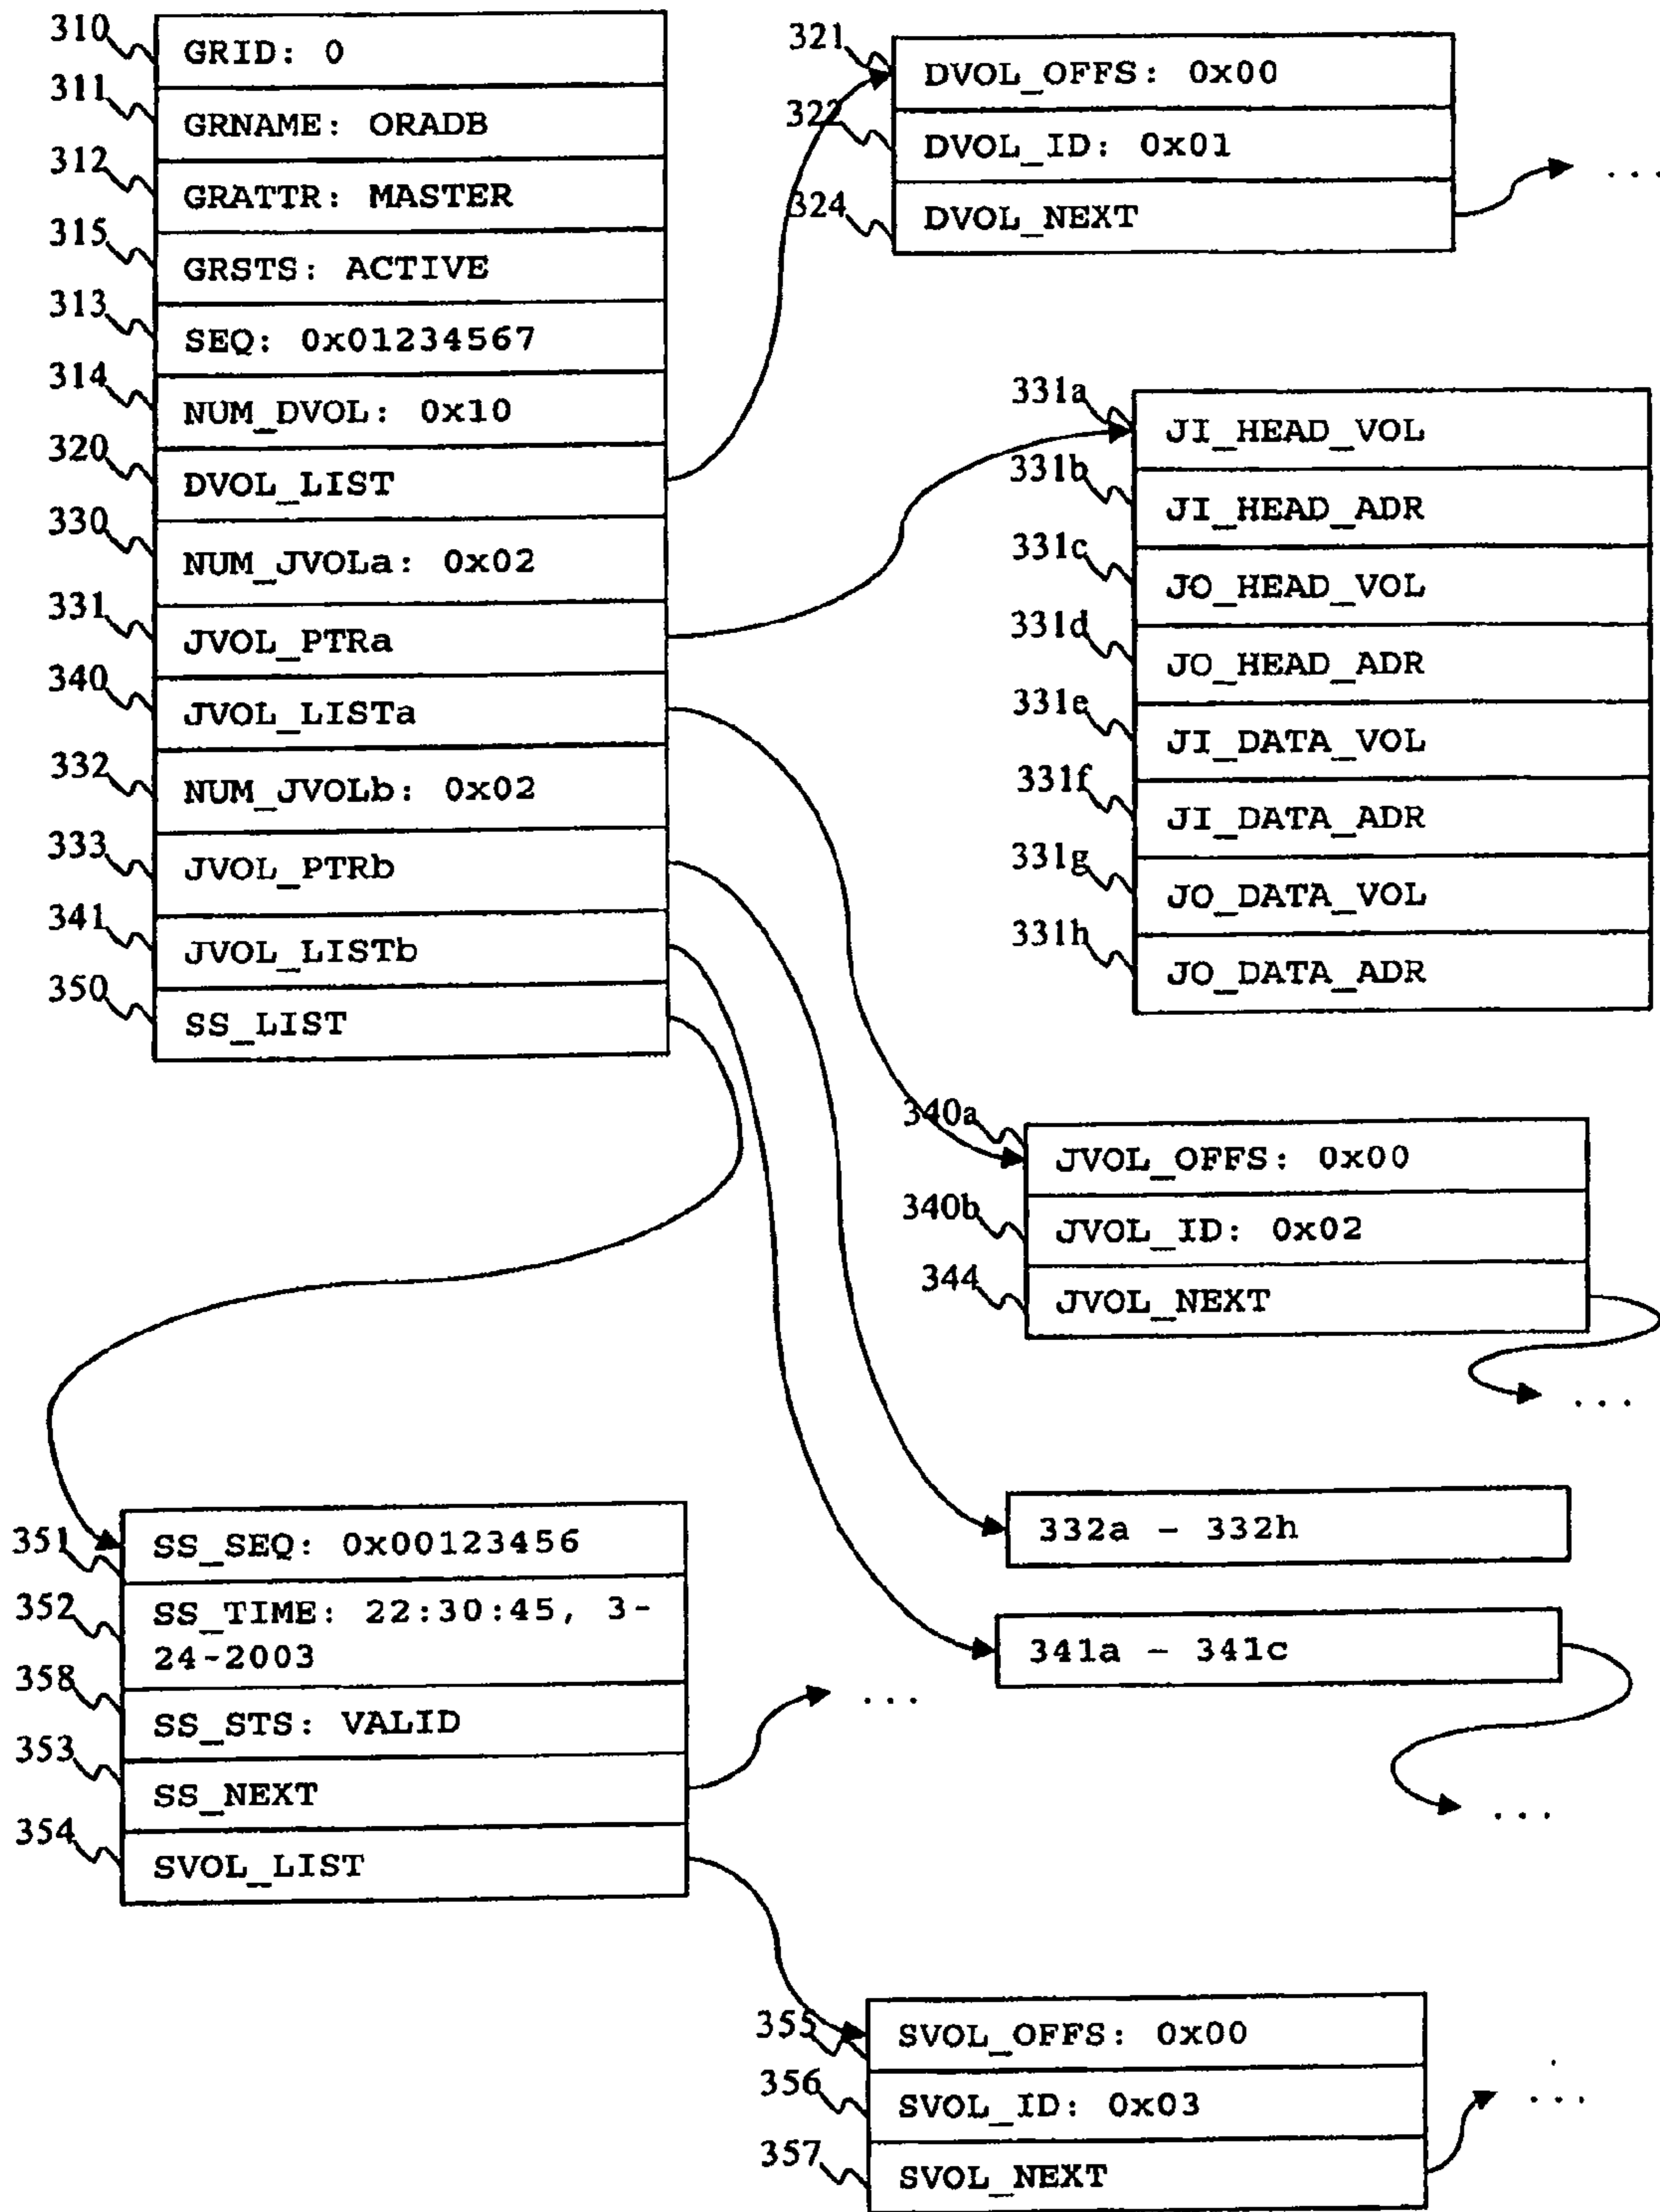 310 GRID: 0
311 GRNAME: ORADB
312 GRATTR: MASTER
315 GRSTS: ACTIVE
313 SEQ: 0x01234567
314 NUM_DVOL: 0x10
320 DVOL_LIST
330 NUM_JVOLa: 0x02
331 JVOL_PTRa
340 JVOL_LISTa
332 NUM_JVOLb: 0x02
333 JVOL_PTRb
341 JVOL_LISTb
350 SS_LIST
321 DVOL_OFFS: 0x00
322 DVOL_ID: 0x01
324 DVOL_NEXT
...
331a JI_HEAD_VOL
331b JI_HEAD_ADR
331c JO_HEAD_VOL
331d JO_HEAD_ADR
331e JI_DATA_VOL
331f JI_DATA_ADR
331g JO_DATA_VOL
331h JO_DATA_ADR
340a JVOL_OFFS: 0x00
340b JVOL_ID: 0x02
344 JVOL_NEXT
...
332a - 332h
341a - 341c
...
351 SS_SEQ: 0x00123456
352 SS_TIME: 22:30:45, 3-
24-2003
358 SS_STS: VALID
353 SS_NEXT
...
354 SVOL_LIST
355 SVOL_OFFS: 0x00
356 SVOL_ID: 0x03
357 SVOL_NEXT
...